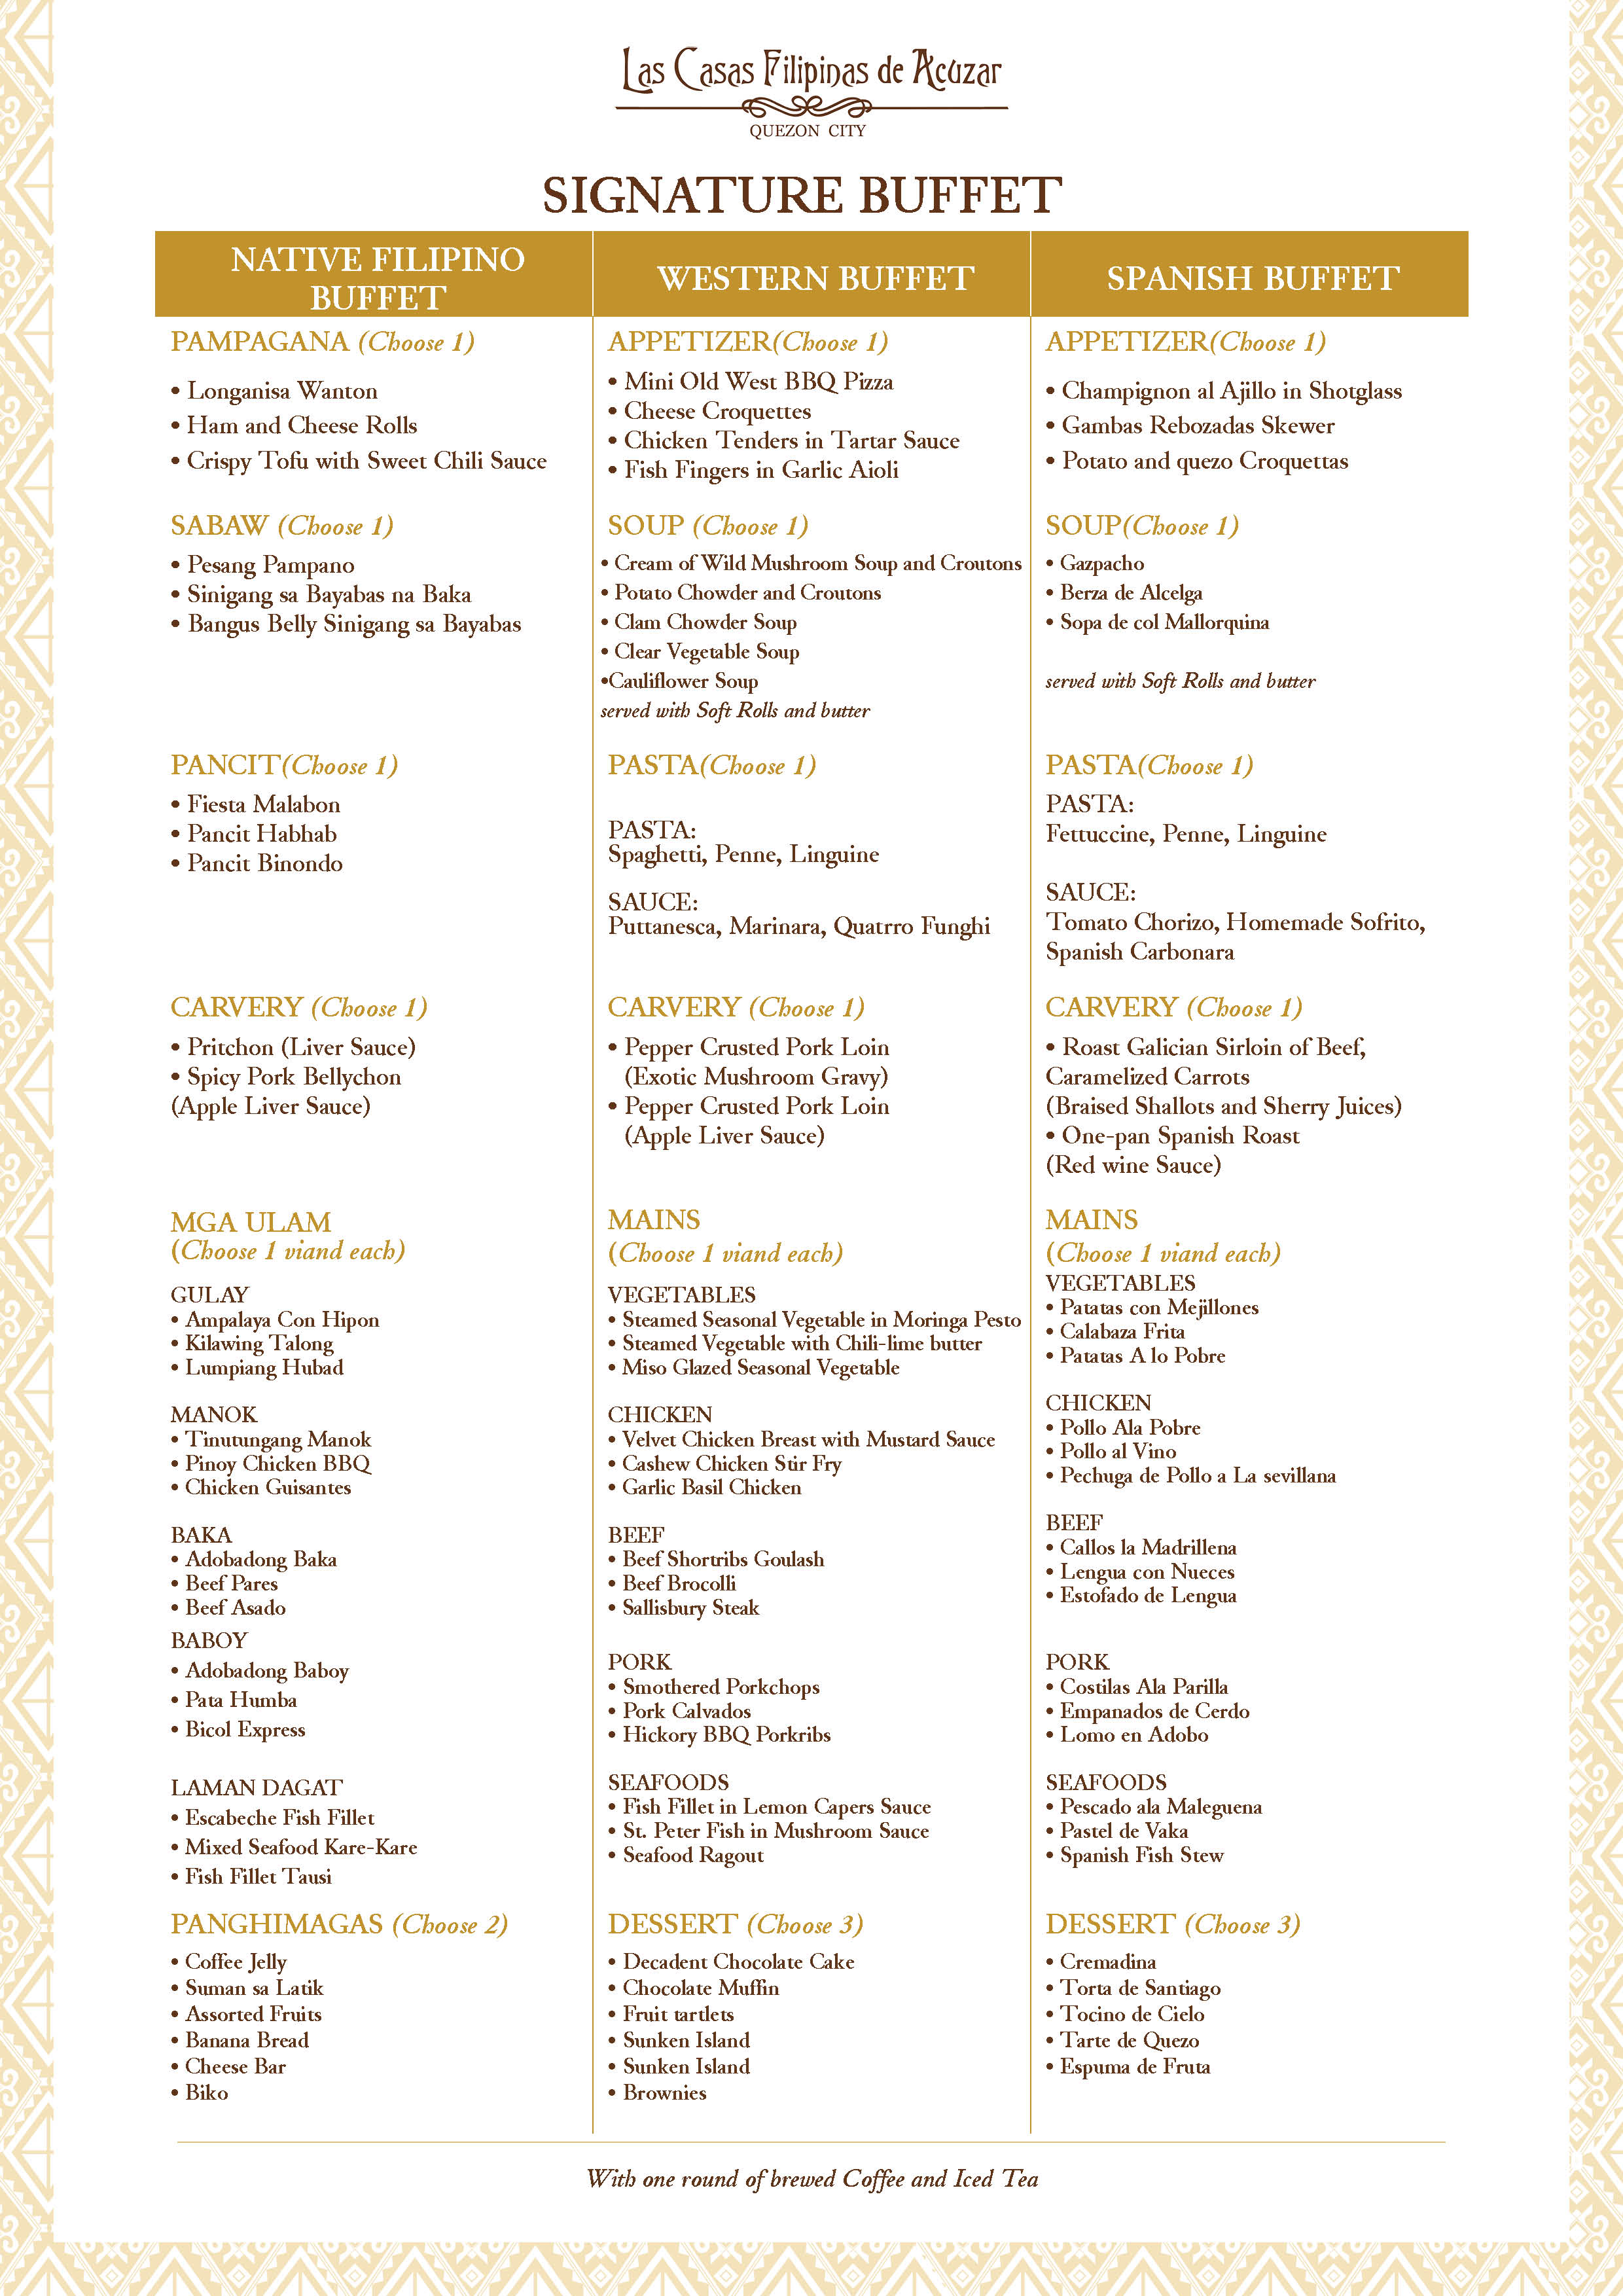 Las Casas Filipinas de Acuzar
QUEZON CITY
SIGNATURE BUFFET
NATIVE FILIPINO
BUFFET
PAMPAGANA (Choose 1)
• Longanisa Wanton
• Ham and Cheese Rolls
• Crispy Tofu with Sweet Chili Sauce
SABAW (Choose 1)
• Pesang Pampano
• Sinigang sa Bayabas na Baka
• Bangus Belly Sinigang sa Bayabas
PANCIT(Choose 1)
• Fiesta Malabon
• Pancit Habhab
• Pancit Binondo
CARVERY (Choose 1)
• Pritchon (Liver Sauce)
• Spicy Pork Bellychon
(Apple Liver Sauce)
MGA ULAM
(Choose 1 viand each)
GULAY
• Ampalaya Con Hipon
• Kilawing Talong
• Lumpiang Hubad
MANOK
• Tinutungang Manok
• Pinoy Chicken BBQ
• Chicken Guisantes
BAKA
• Adobadong Baka
• Beef Pares
• Beef Asado
BABOY
• Adobadong Baboy
• Pata Humba
• Bicol Express
LAMAN DAGAT
• Escabeche Fish Fillet
• Mixed Seafood Kare-Kare
• Fish Fillet Tausi
PANGHIMAGAS (Choose 2)
• Coffee Jelly
• Suman sa Latik
• Assorted Fruits
• Banana Bread
• Cheese Bar
• Biko
WESTERN BUFFET
APPETIZER(Choose 1)
• Mini Old West BBQ Pizza
• Cheese Croquettes
• Chicken Tenders in Tartar Sauce
• Fish Fingers in Garlic Aioli
SOUP (Choose 1)
• Cream of Wild Mushroom Soup and Croutons
• Potato Chowder and Croutons
• Clam Chowder Soup
• Clear Vegetable Soup
•Cauliflower Soup
served with Soft Rolls and butter
PASTA(Choose 1)
PASTA:
Spaghetti, Penne, Linguine
SAUCE:
Puttanesca, Marinara, Quatrro Funghi
CARVERY (Choose 1)
• Pepper Crusted Pork Loin
(Exotic Mushroom Gravy)
• Pepper Crusted Pork Loin
(Apple Liver Sauce)
MAINS
(Choose 1 viand each)
VEGETABLES
• Steamed Seasonal Vegetable in Moringa Pesto
• Steamed Vegetable with Chili-lime butter
• Miso Glazed Seasonal Vegetable
CHICKEN
• Velvet Chicken Breast with Mustard Sauce
• Cashew Chicken Stir Fry
• Garlic Basil Chicken
BEEF
• Beef Shortribs Goulash
• Beef Brocolli
• Sallisbury Steak
PORK
• Smothered Porkchops
• Pork Calvados
• Hickory BBQ Porkribs
SEAFOODS
• Fish Fillet in Lemon Capers Sauce
• St. Peter Fish in Mushroom Sauce
• Seafood Ragout
DESSERT (Choose 3)
• Decadent Chocolate Cake
• Chocolate Muffin
• Fruit tartlets
• Sunken Island
• Sunken Island
• Brownies
SPANISH BUFFET
APPETIZER(Choose 1)
• Champignon al Ajillo in Shotglass
• Gambas Rebozadas Skewer
• Potato and quezo Croquettas
SOUP(Choose 1)
• Gazpacho
• Berza de Alcelga
• Sopa de col Mallorquina
served with Soft Rolls and butter
PASTA(Choose 1)
PASTA:
Fettuccine, Penne, Linguine
SAUCE:
Tomato Chorizo, Homemade Sofrito,
Spanish Carbonara
CARVERY (Choose 1)
• Roast Galician Sirloin of Beef,
Caramelized Carrots
(Braised Shallots and Sherry Juices)
• One-pan Spanish Roast
(Red wine Sauce)
MAINS
(Choose 1 viand each)
VEGETABLES
• Patatas con Mejillones
• Calabaza Frita
• Patatas A lo Pobre
CHICKEN
• Pollo Ala Pobre
• Pollo al Vino
• Pechuga de Pollo a La sevillana
BEEF
• Callos la Madrillena
• Lengua con Nueces
• Estofado de Lengua
PORK
• Costilas Ala Parilla
• Empanados de Cerdo
• Lomo en Adobo
SEAFOODS
• Pescado ala Maleguena
• Pastel de Vaka
• Spanish Fish Stew
DESSERT (Choose 3)
• Cremadina
• Torta de Santiago
• Tocino de Cielo
• Tarte de Quezo
• Espuma de Fruta
With one round of brewed Coffee and Iced Tea